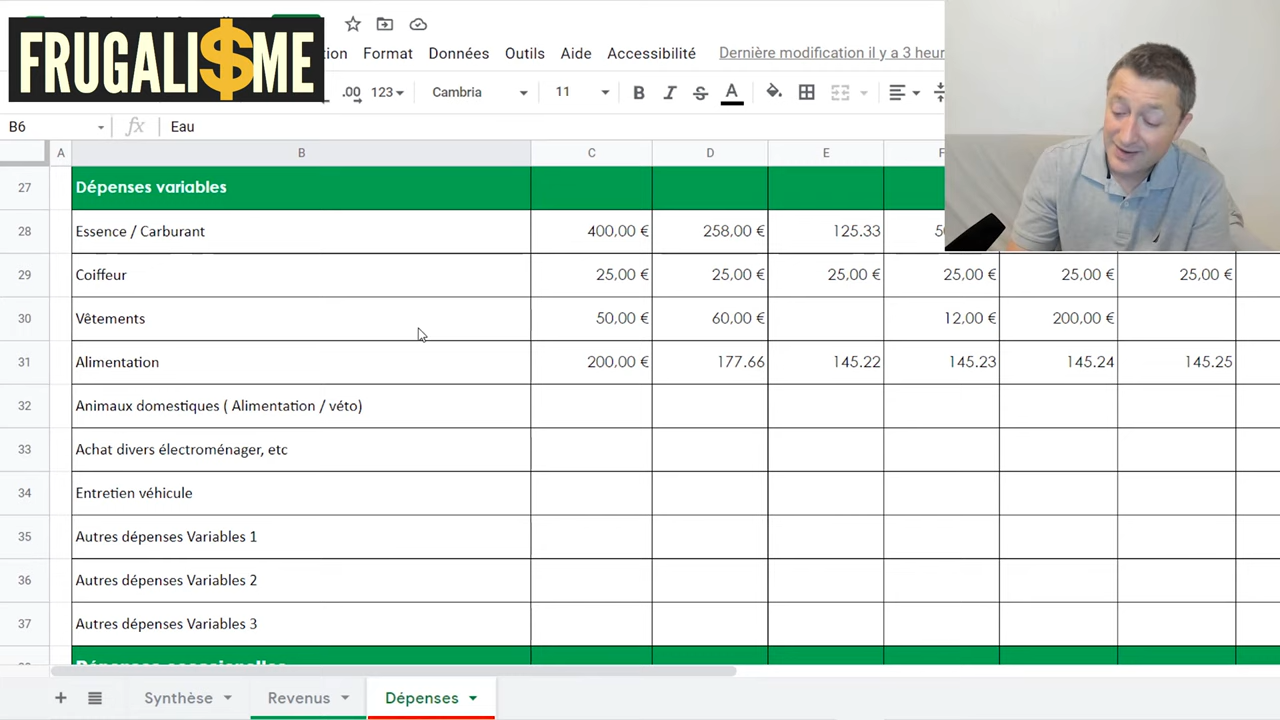 FRUGALI$ME
Format Données Outils Aide Accessibilité Dernière modification il y a 3 heur
.00 123 Cambria 11 B I S A
B6 fx Eau
A B C D E F
27 Dépenses variables
28 Essence / Carburant 400,00 € 258,00 € 125.33
29 Coiffeur 25,00 € 25,00 € 25,00 € 25,00 € 25,00 € 25,00 €
30 Vêtements 50,00 € 60,00 € 12,00 € 200,00 €
31 Alimentation 200,00 € 177.66 145.22 145.23 145.24 145.25
32 Animaux domestiques ( Alimentation / véto)
33 Achat divers électroménager, etc
34 Entretien véhicule
35 Autres dépenses Variables 1
36 Autres dépenses Variables 2
37 Autres dépenses Variables 3
Synthèse Revenus Dépenses